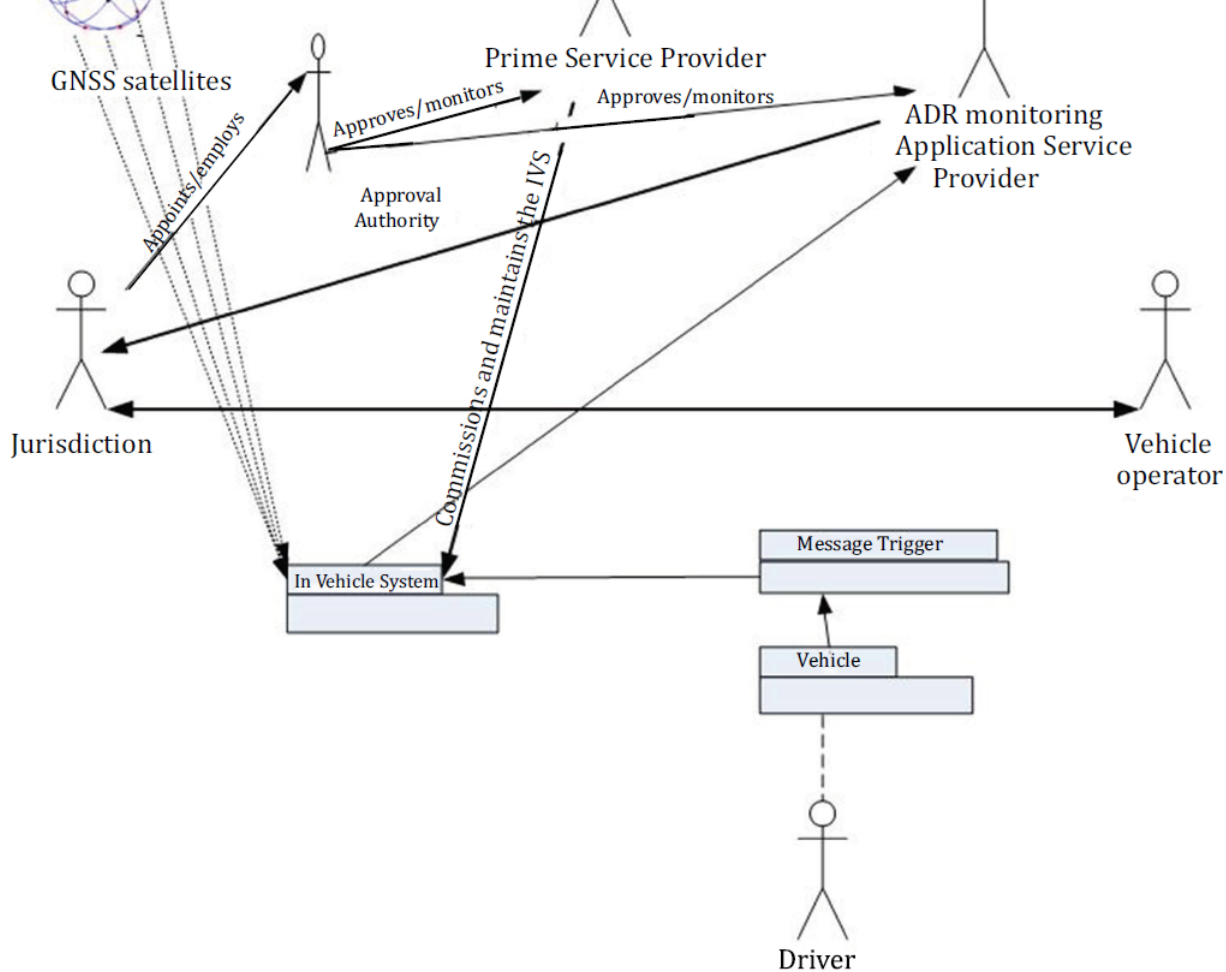 Prime Service Provider
GNSS satellites
Approves/monitors
Approves/monitors
ADR monitoring
Application Service
Provider
Appoints/employs
Approval
Authority
Commissions and maintains the IVS
Jurisdiction
Vehicle
operator
Message Trigger
In Vehicle System
Vehicle
Driver